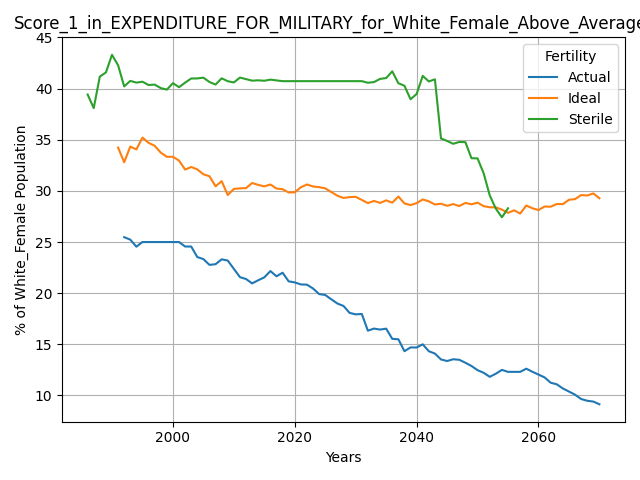 Score_1_in_EXPENDITURE_FOR_MILITARY_for_White_Female_Above_Average
Fertility
Actual
Ideal
Sterile
% of White_Female Population
45
40
35
30
25
20
15
10
2000 2020 2040 2060
Years